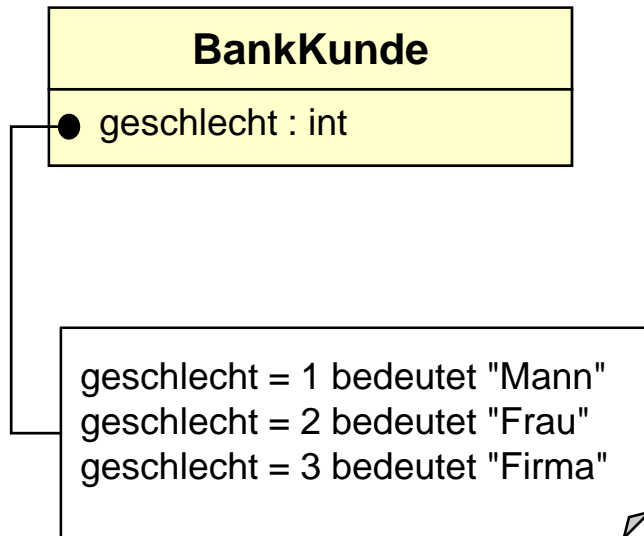 BankKunde
geschlecht : int
geschlecht = 1 bedeutet "Mann"
geschlecht = 2 bedeutet "Frau"
geschlecht = 3 bedeutet "Firma"